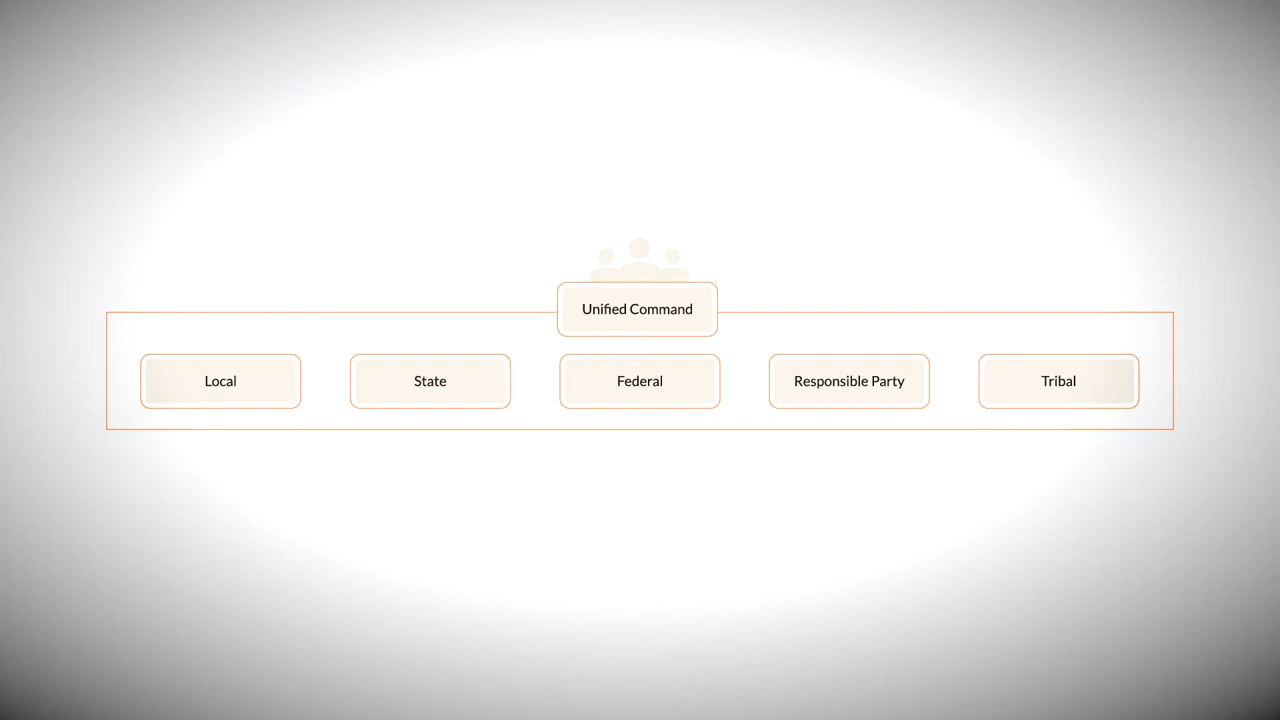 Unified Command
Local
State
Federal
Responsible Party
Tribal